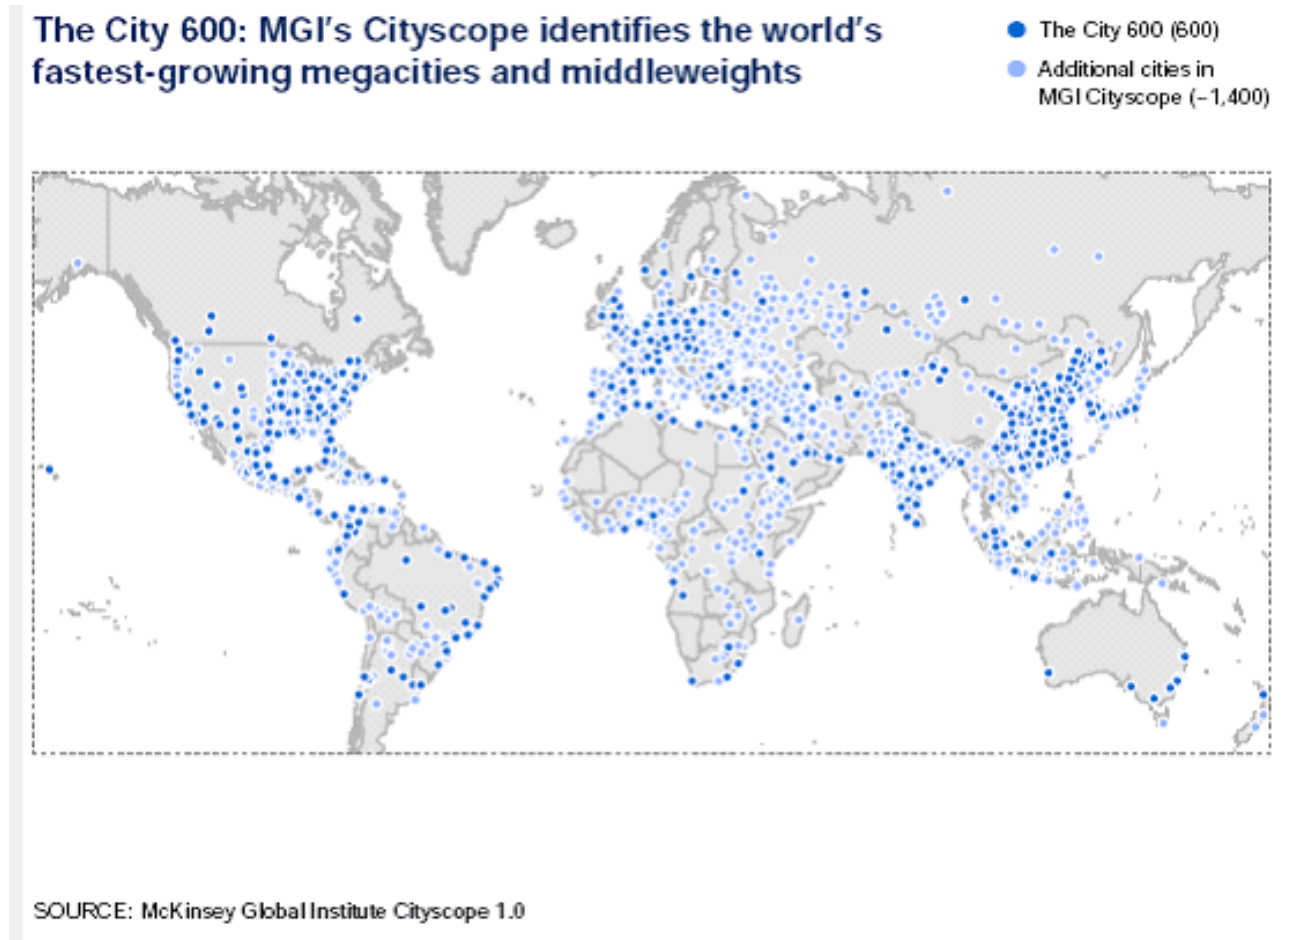 The City 600: MGI's Cityscope identifies the world's
fastest-growing megacities and middleweights
The City 600 (600)
Additional cities in
MGI Cityscope (~1,400)
SOURCE: McKinsey Global Institute Cityscope 1.0